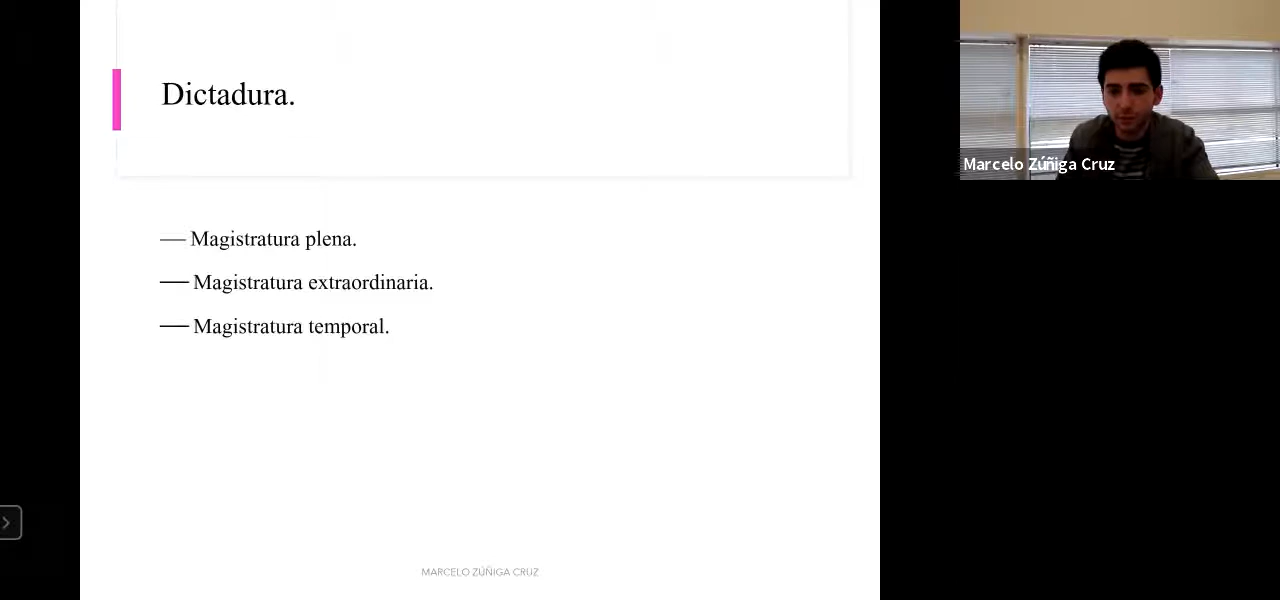 Dictadura.
— Magistratura plena.
— Magistratura extraordinaria.
— Magistratura temporal.
MARCELO ZÚÑIGA CRUZ
Marcelo Zúñiga Cruz